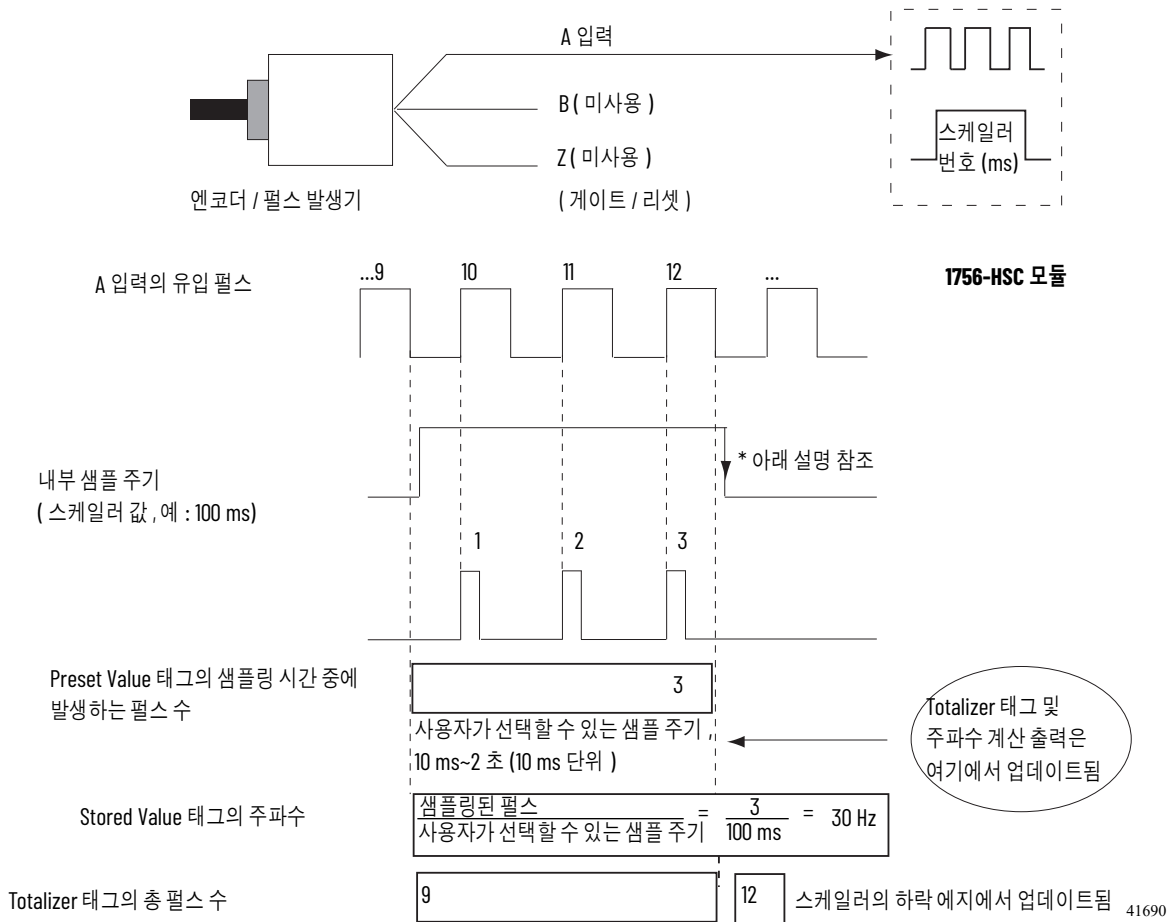 A 입력
B ( 미사용 )
Z ( 미사용 )
( 게이트 / 리셋 )
엔코더 / 펄스 발생기
스케일러
번호 (ms)
1756-HSC 모듈
A 입력의 유입 펄스
...9 10 11 12 ...
내부 샘플 주기
( 스케일러 값 , 예 : 100 ms)
* 아래 설명 참조
1 2 3
Preset Value 태그의 샘플링 시간 중에
발생하는 펄스 수
3
사용자가 선택할 수 있는 샘플 주기 ,
10 ms~2 초 (10 ms 단위 )
Totalizer 태그 및
주파수 계산 출력은
여기에서 업데이트됨
Stored Value 태그의 주파수
샘플링된 펄스
사용자가 선택할 수 있는 샘플 주기
= 3
100 ms
= 30 Hz
Totalizer 태그의 총 펄스 수
9
12
스케일러의 하락 에지에서 업데이트됨
41690